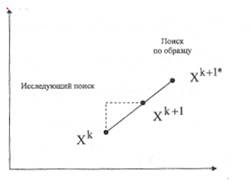 Поиск
по образцу
Исследующий поиск
X^{k+1*}
X^{k+1}
X^k